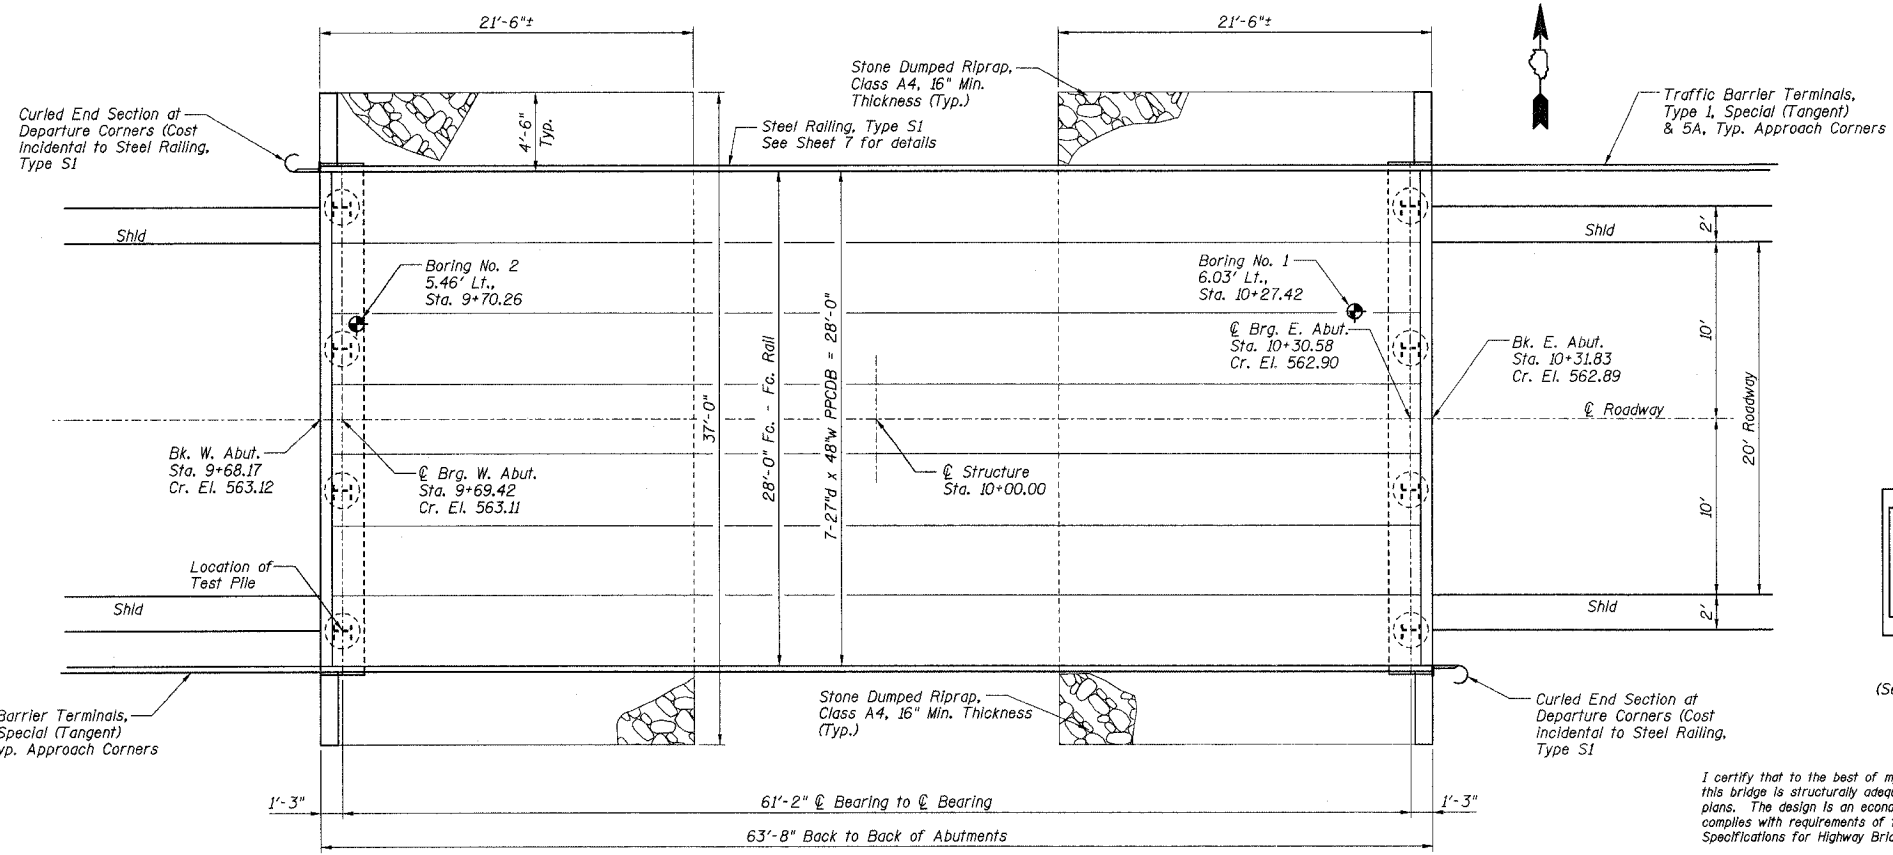 21'-6"±
21'-6"±
Stone Dumped Riprap,
Class A4, 16" Min.
Thickness (Typ.)
Traffic Barrier Terminals,
Type 1, Special (Tangent)
& 5A, Typ. Approach Corners
Curled End Section at
Departure Corners (Cost
incidental to Steel Railing,
Type S1
4'-6"
Typ.
Steel Railing, Type S1
See Sheet 7 for details
Shld
Shld
2'
Boring No. 2
5.46' Lt.,
Sta. 9+70.26
Boring No. 1
6.03' Lt.,
Sta. 10+27.42
℄ Brg. E. Abut.
Sta. 10+30.58
Cr. El. 562.90
Bk. E. Abut.
Sta. 10+31.83
Cr. El. 562.89
10'
37'-0"
28'-0" Fc. - Fc. Rail
7-27"d x 48"w PPCDB = 28'-0"
℄ Roadway
20' Roadway
Bk. W. Abut.
Sta. 9+68.17
Cr. El. 563.12
℄ Brg. W. Abut.
Sta. 9+69.42
Cr. El. 563.11
℄ Structure
Sta. 10+00.00
10'
Location of
Test Pile
Shld
Shld
2'
Barrier Terminals,
Special (Tangent)
yp. Approach Corners
Stone Dumped Riprap,
Class A4, 16" Min. Thickness
(Typ.)
Curled End Section at
Departure Corners (Cost
incidental to Steel Railing,
Type S1
(Se
1'-3"
61'-2" ℄ Bearing to ℄ Bearing
1'-3"
63'-8" Back to Back of Abutments
I certify that to the best of m
this bridge is structurally adeq
plans. The design is an econo
complies with requirements of t
Specifications for Highway Brid